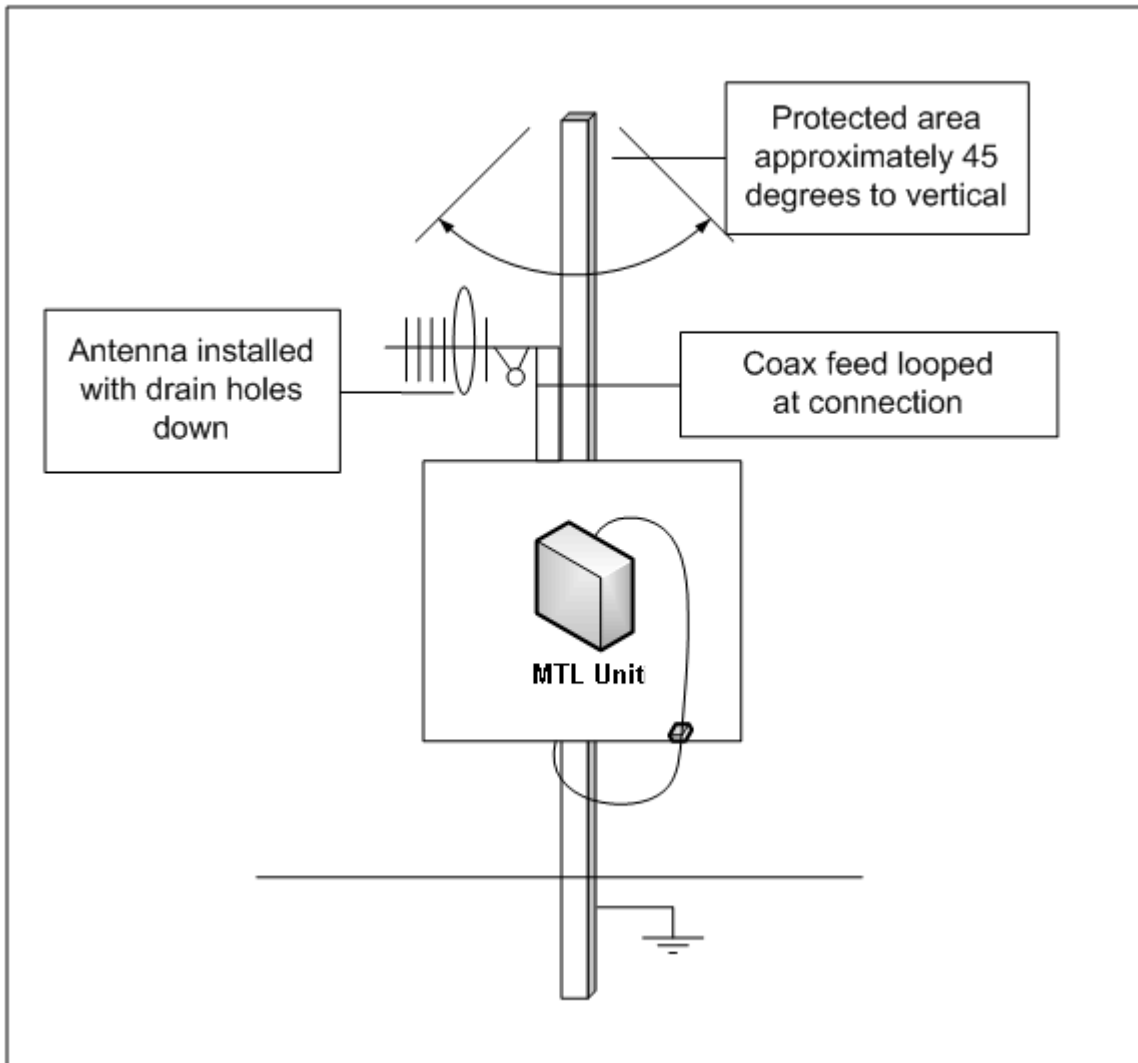 Protected area
approximately 45
degrees to vertical
Antenna installed
with drain holes
down
Coax feed looped
at connection
MTL Unit